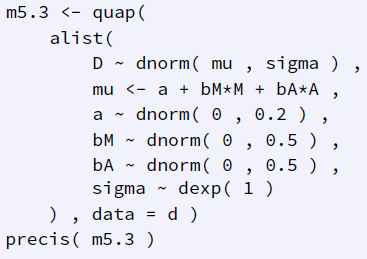 m5.3 <- quap(
    alist(
        D ~ dnorm( mu , sigma ) ,
        mu <- a + bM*M + bA*A ,
        a ~ dnorm( 0 , 0.2 ) ,
        bM ~ dnorm( 0 , 0.5 ) ,
        bA ~ dnorm( 0 , 0.5 ) ,
        sigma ~ dexp( 1 )
    ) , data = d )
precis( m5.3 )